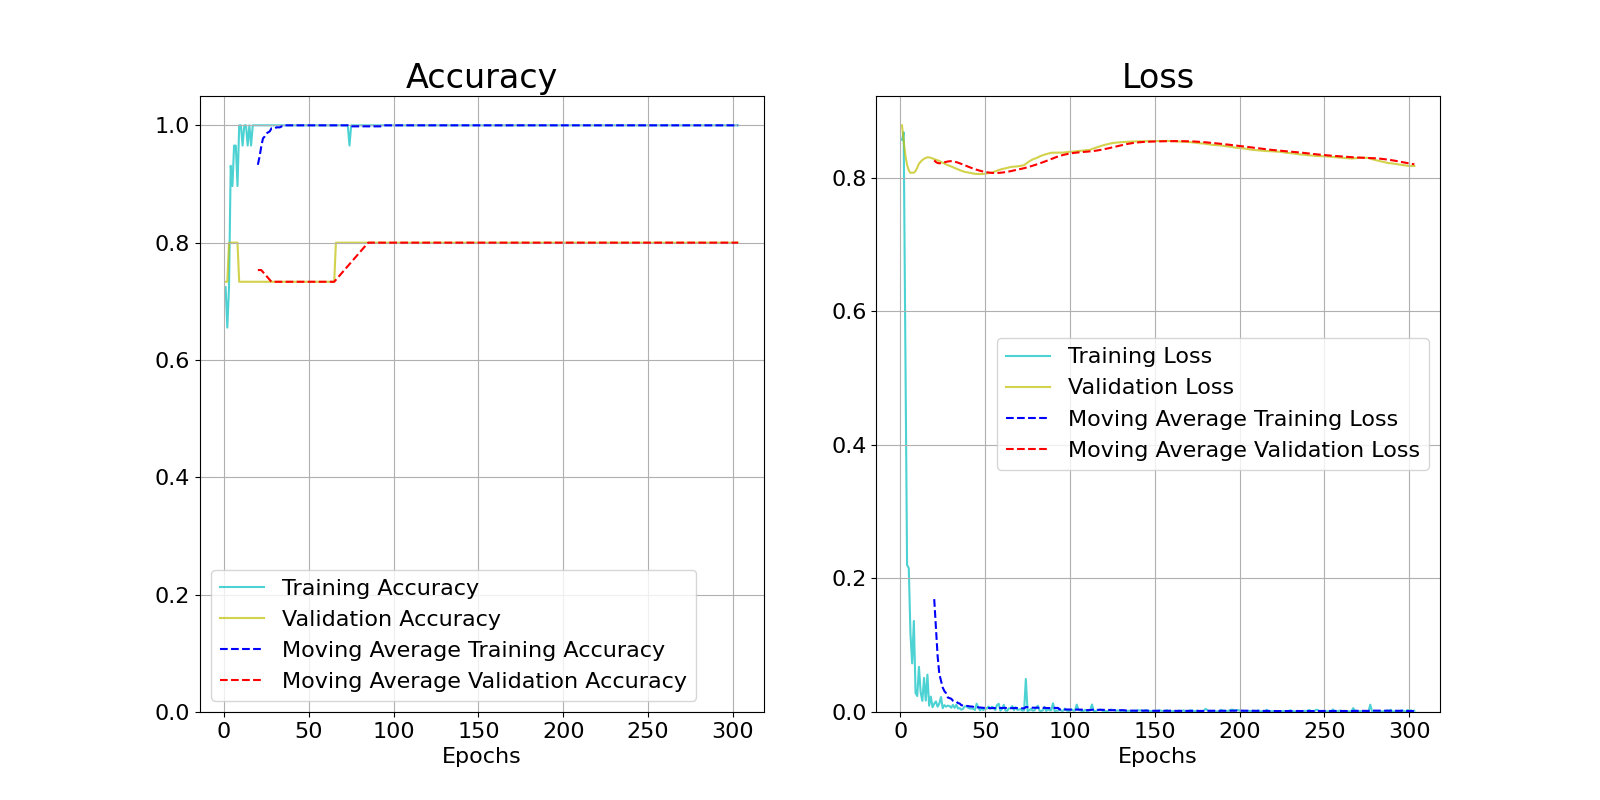 Accuracy
1.0
0.8
0.6
0.4
0.2
0.0
Training Accuracy
Validation Accuracy
Moving Average Training Accuracy
Moving Average Validation Accuracy
0 50 100 150 200 250 300
Epochs
Loss
0.8
0.6
0.4
0.2
0.0
Training Loss
Validation Loss
Moving Average Training Loss
Moving Average Validation Loss
0 50 100 150 200 250 300
Epochs